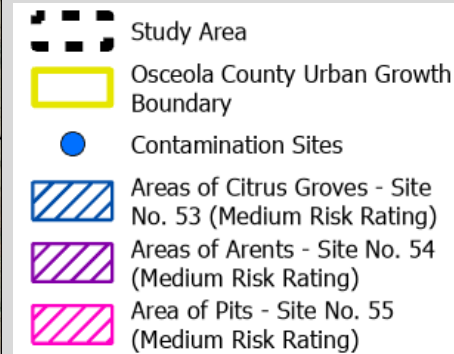 Study Area
Osceola County Urban Growth
Boundary
Contamination Sites
Areas of Citrus Groves - Site
No. 53 (Medium Risk Rating)
Areas of Arents - Site No. 54
(Medium Risk Rating)
Area of Pits - Site No. 55
(Medium Risk Rating)